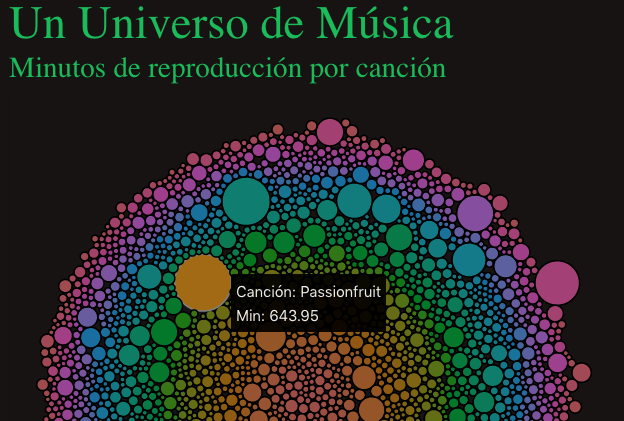 Un Universo de Música
Minutos de reproducción por canción
Canción: Passionfruit
Min: 643.95